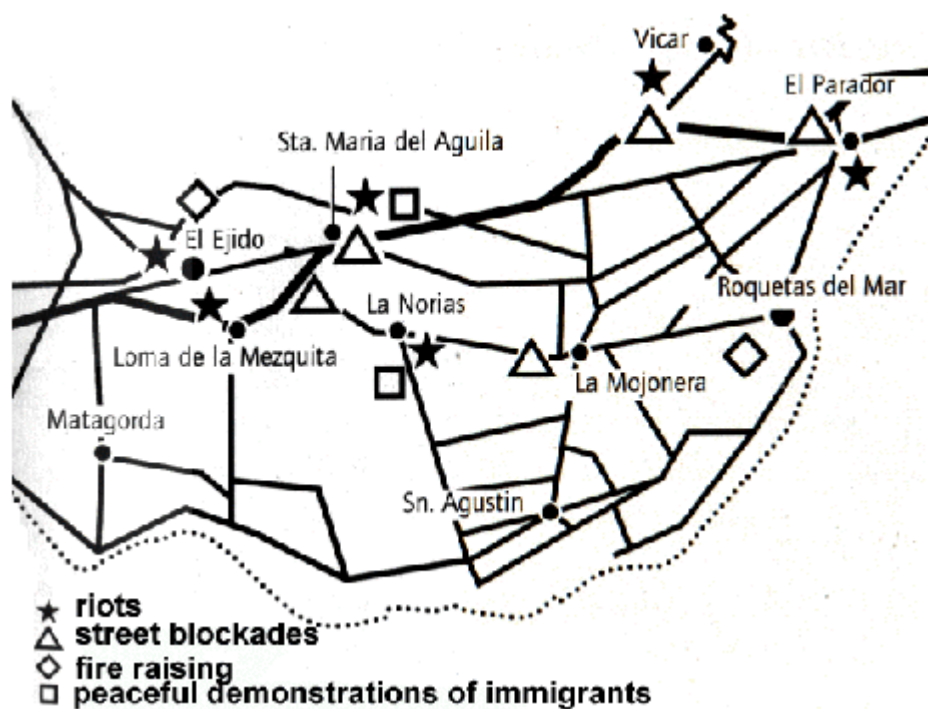 Vicar
El Parador
Sta. Maria del Aguila
El Ejido
Roquetas del Mar
La Norias
Loma de la Mezquita
La Mojonera
Matagorda
Sn. Agustin
riots
street blockades
fire raising
peaceful demonstrations of immigrants